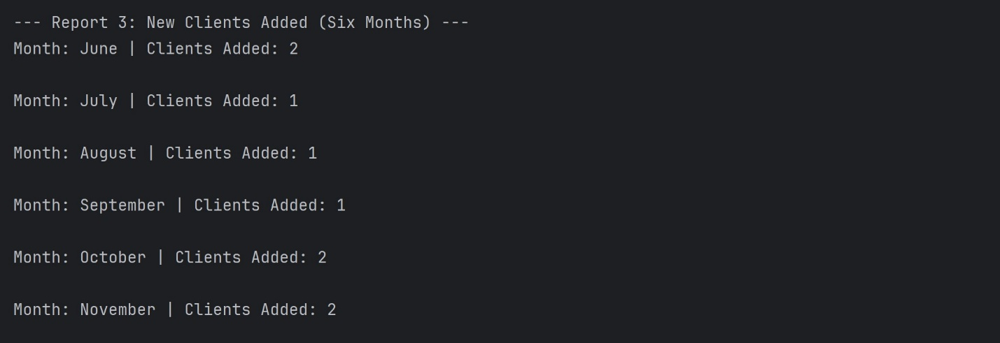 --- Report 3: New Clients Added (Six Months) ---
Month: June | Clients Added: 2
Month: July | Clients Added: 1
Month: August | Clients Added: 1
Month: September | Clients Added: 1
Month: October | Clients Added: 2
Month: November | Clients Added: 2